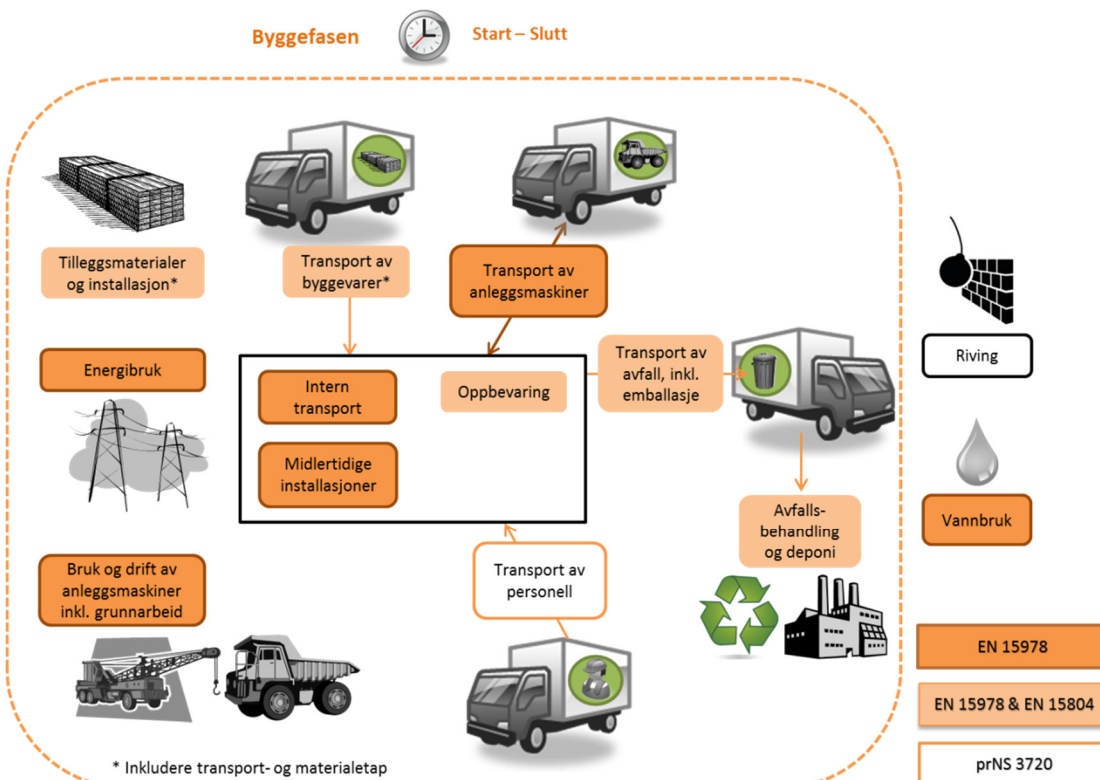 Byggefasen
Start – Slutt
Tilleggsmaterialer
og installasjon*
Transport av
byggevarer*
Transport av
anleggsmaskiner
Energibruk
Intern
transport
Oppbevaring
Transport av
avfall, inkl.
emballasje
Riving
Midlertidige
installasjoner
Avfalls-
behandling
og deponi
Vannbruk
Bruk og drift av
anleggsmaskiner
inkl. grunnarbeid
Transport av
personell
EN 15978
EN 15978 & EN 15804
prNS 3720
* Inkludere transport- og materialetap